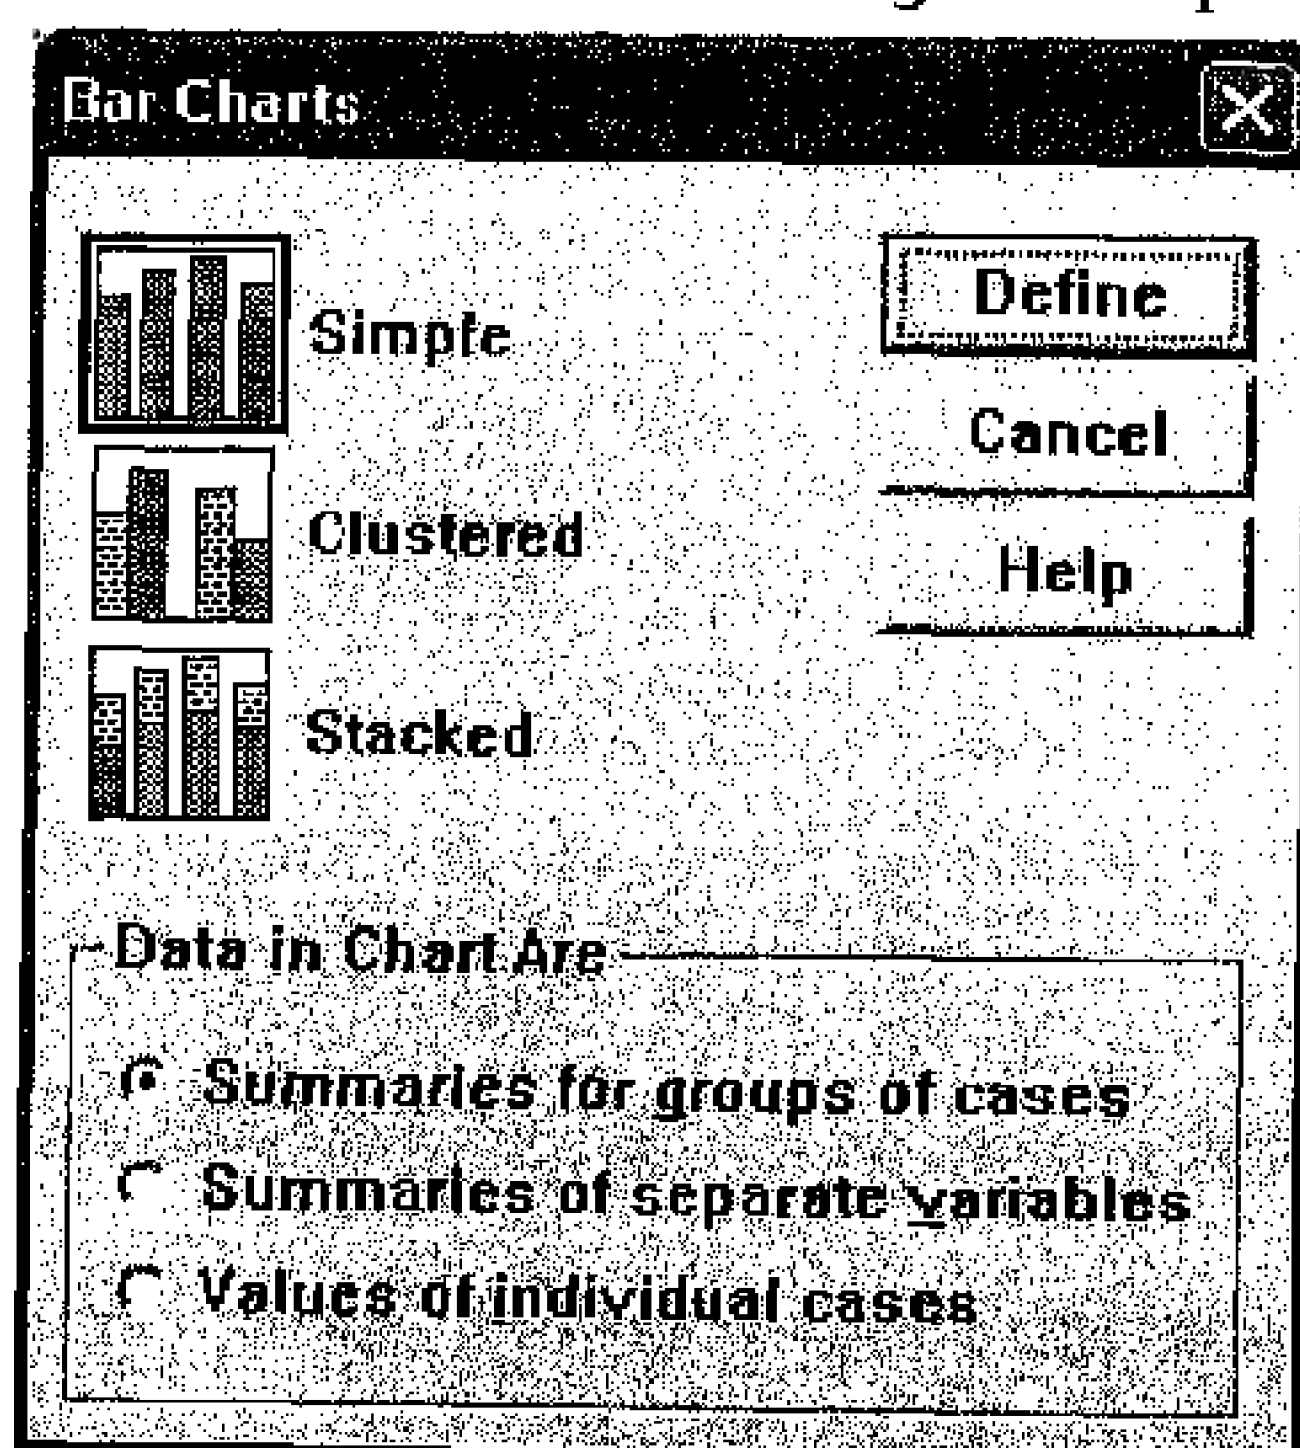 Bar Charts
Simple
Clustered
Stacked
Define
Cancel
Help
Data in Chart Are
Summaries for groups of cases
Summaries of separate variables
Values of individual cases